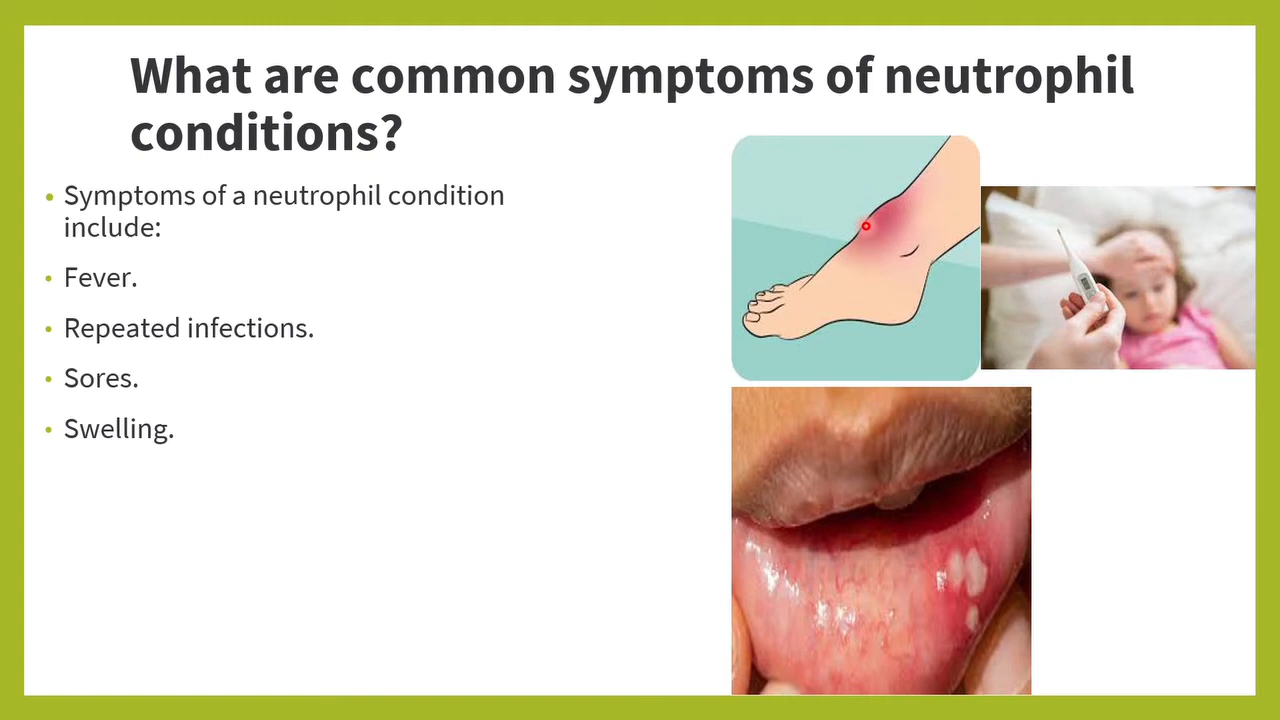 What are common symptoms of neutrophil
conditions?
• Symptoms of a neutrophil condition
include:
• Fever.
• Repeated infections.
• Sores.
• Swelling.